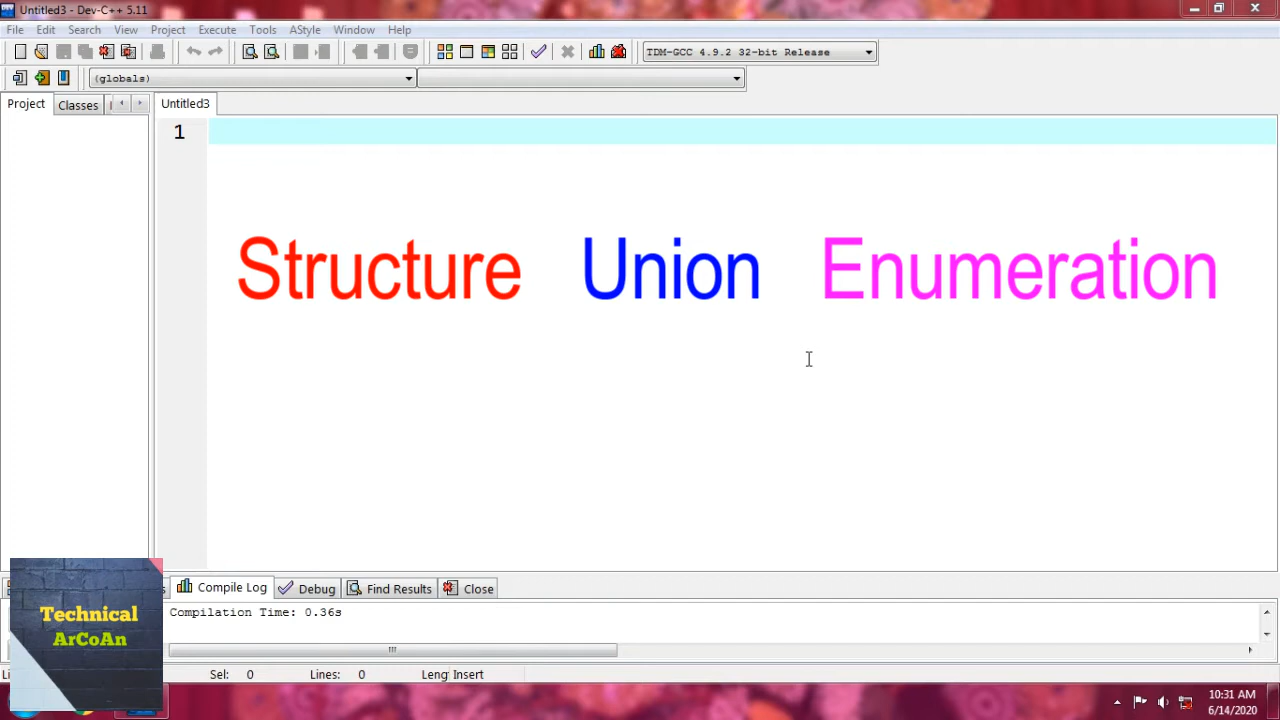 Untitled3 - Dev-C++ 5.11
File Edit Search View Project Execute Tools AStyle Window Help
TDM-GCC 4.9.2 32-bit Release
(globals)
Project Classes
Untitled3
1
Structure Union Enumeration
Compile Log Debug Find Results Close
Compilation Time: 0.36s
Technical
ArCoAn
Sel: 0 Lines: 0 Leng Insert
10:31 AM
6/14/2020